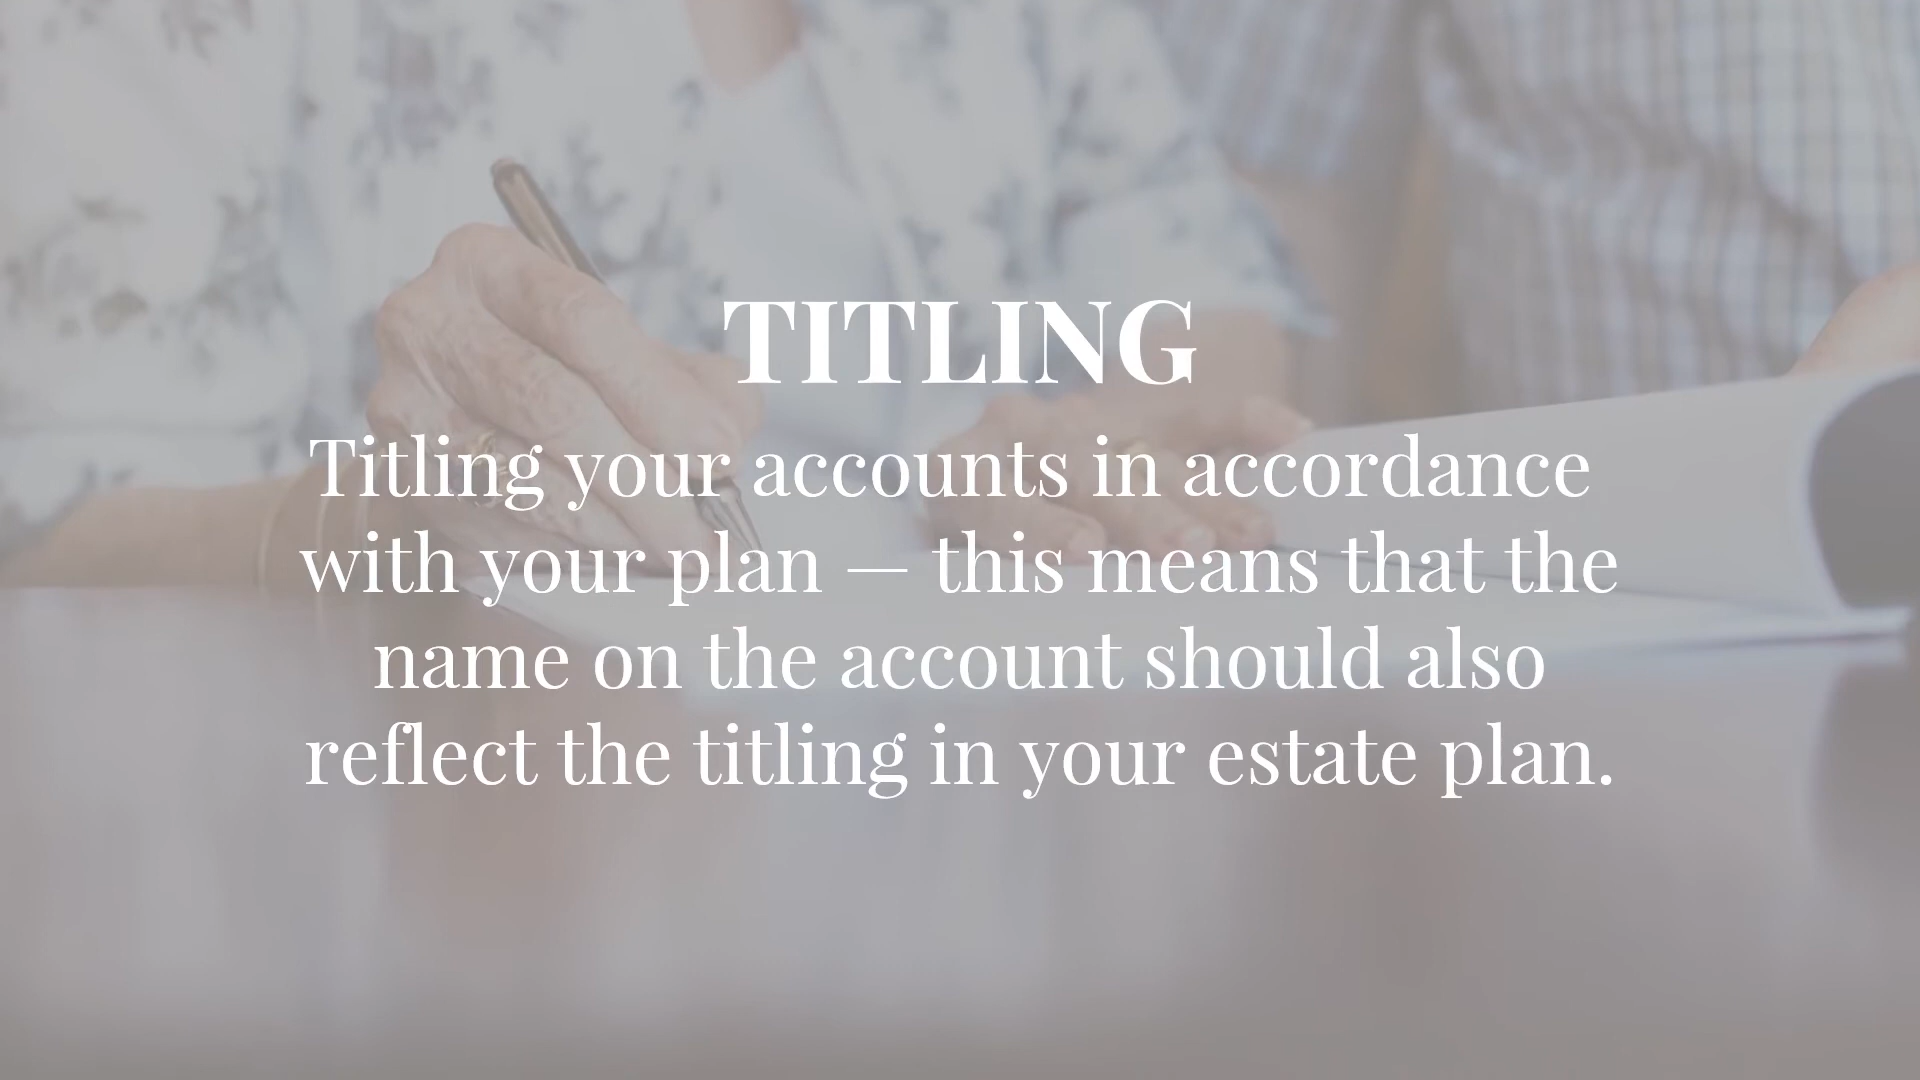 TITLING
Titling your accounts in accordance
with your plan — this means that the
name on the account should also
reflect the titling in your estate plan.